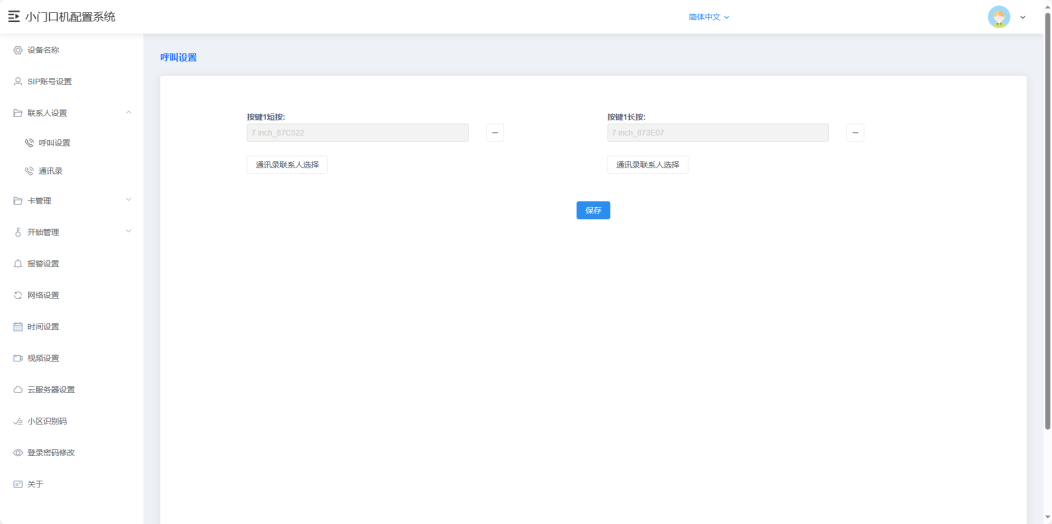 小门口机配置系统
简体中文
设备名称
SIP账号设置
联系人设置
呼叫设置
通讯录
卡管理
开始管理
报警设置
网络设置
时间设置
视频设置
云服务器设置
小区识别码
登录密码修改
关于
呼叫设置
按键1短按:
按键1长按:
7 inch_67C522
7 inch_673E07
通讯录联系人选择
通讯录联系人选择
保存